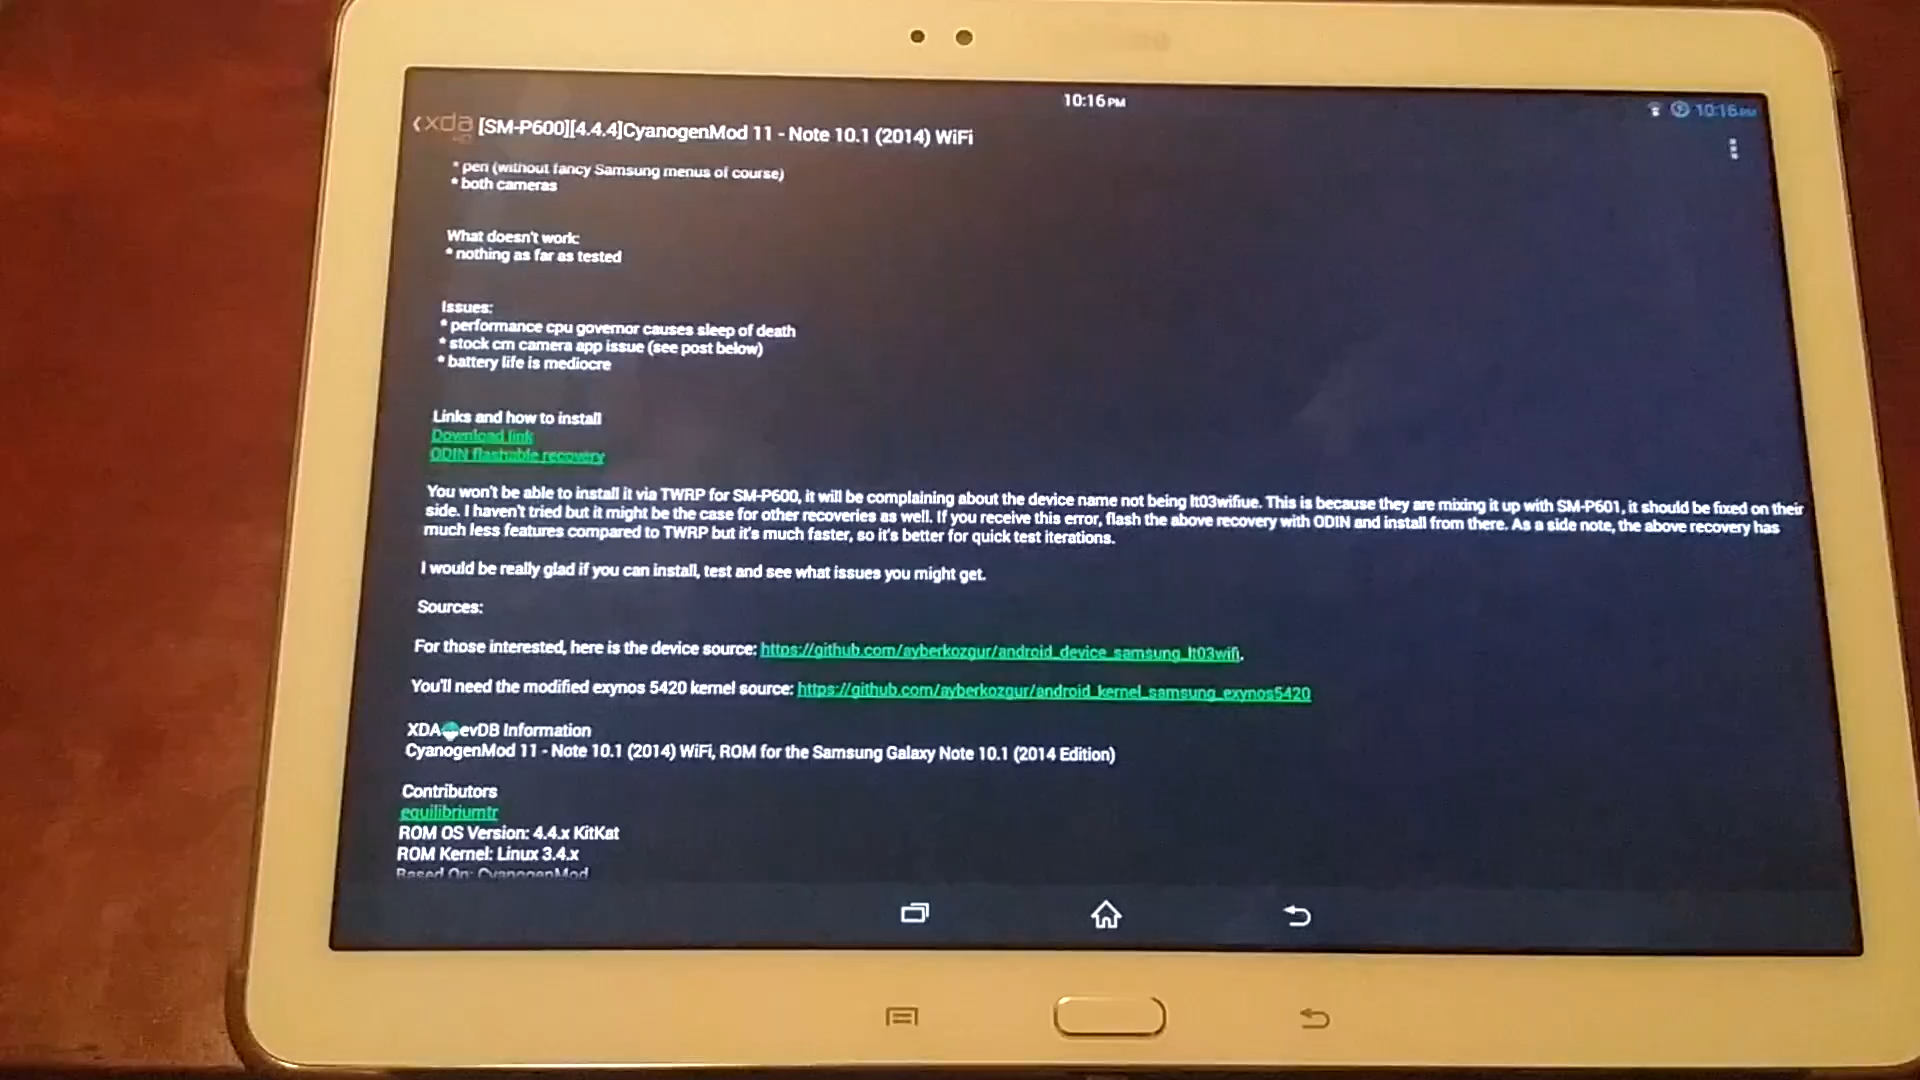 10:16 PM
10:16 PM
xda
[SM-P600][4.4.4]CyanogenMod 11 - Note 10.1 (2014) WiFi
* pen (without fancy Samsung menus of course)
* both cameras
What doesn't work:
* nothing as far as tested
Issues:
* performance cpu governor causes sleep of death
* stock cm camera app issue (see post below)
* battery life is mediocre
Links and how to install
Download link
ODIN flashable recovery
You won't be able to install it via TWRP for SM-P600, it will be complaining about the device name not being lt03wifiue. This is because they are mixing it up with SM-P601, it should be fixed on their
side. I haven't tried but it might be the case for other recoveries as well. If you receive this error, flash the above recovery with ODIN and install from there. As a side note, the above recovery has
much less features compared to TWRP but it's much faster, so it's better for quick test iterations.
I would be really glad if you can install, test and see what issues you might get.
Sources:
For those interested, here is the device source: https://github.com/ayberkozgur/android_device_samsung_lt03wifi.
You'll need the modified exynos 5420 kernel source: https://github.com/ayberkozgur/android_kernel_samsung_exynos5420
XDA evDB Information
CyanogenMod 11 - Note 10.1 (2014) WiFi, ROM for the Samsung Galaxy Note 10.1 (2014 Edition)
Contributors
equilibriumtr
ROM OS Version: 4.4.x KitKat
ROM Kernel: Linux 3.4.x
Based On: CyanogenMod